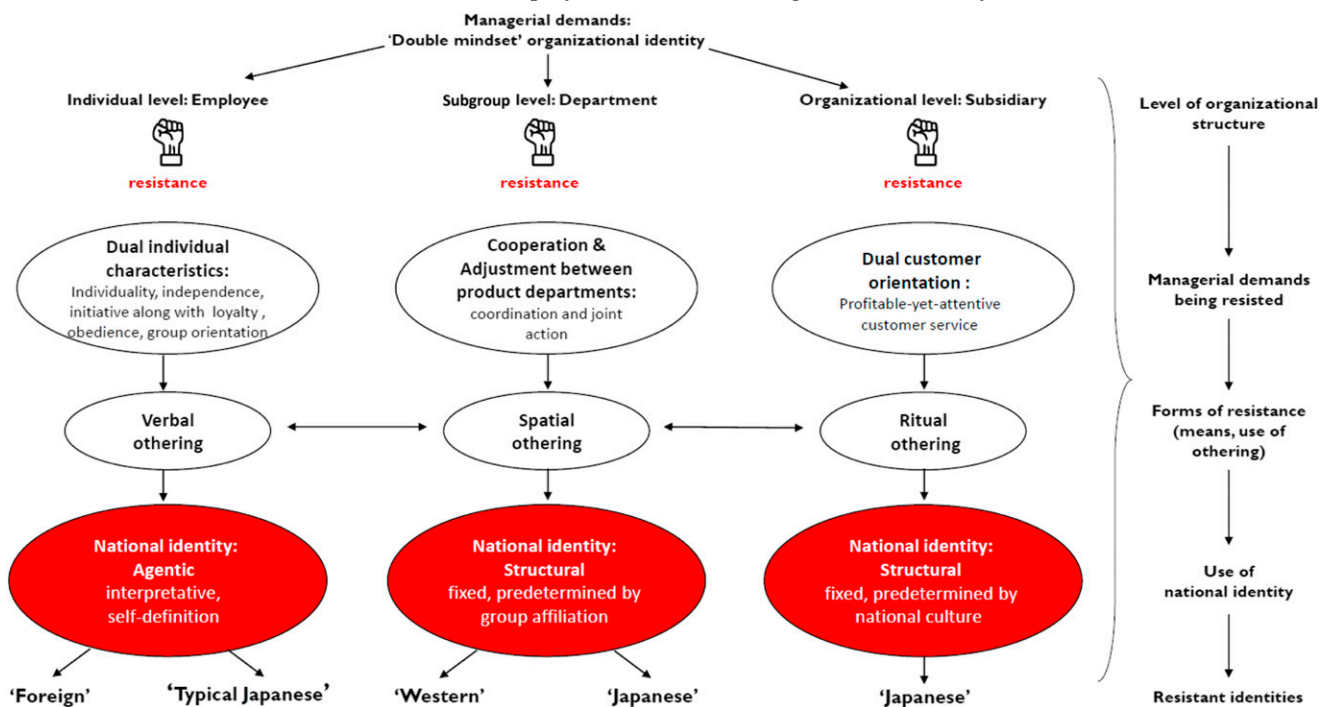 Managerial demands:
'Double mindset' organizational identity
Individual level: Employee
Subgroup level: Department
Organizational level: Subsidiary
Level of organizational
structure
resistance
resistance
resistance
Dual individual
characteristics:
Individuality, independence,
initiative along with loyalty ,
obedience, group orientation
Cooperation &
Adjustment between
product departments:
coordination and joint
action
Dual customer
orientation :
Profitable-yet-attentive
customer service
Managerial demands
being resisted
Verbal
othering
Spatial
othering
Ritual
othering
Forms of resistance
(means, use of
othering)
National identity:
Agentic
interpretative,
self-definition
National identity:
Structural
fixed, predetermined by
group affiliation
National identity:
Structural
fixed, predetermined by
national culture
Use of
national identity
'Foreign'
'Typical Japanese'
'Western'
'Japanese'
'Japanese'
Resistant identities